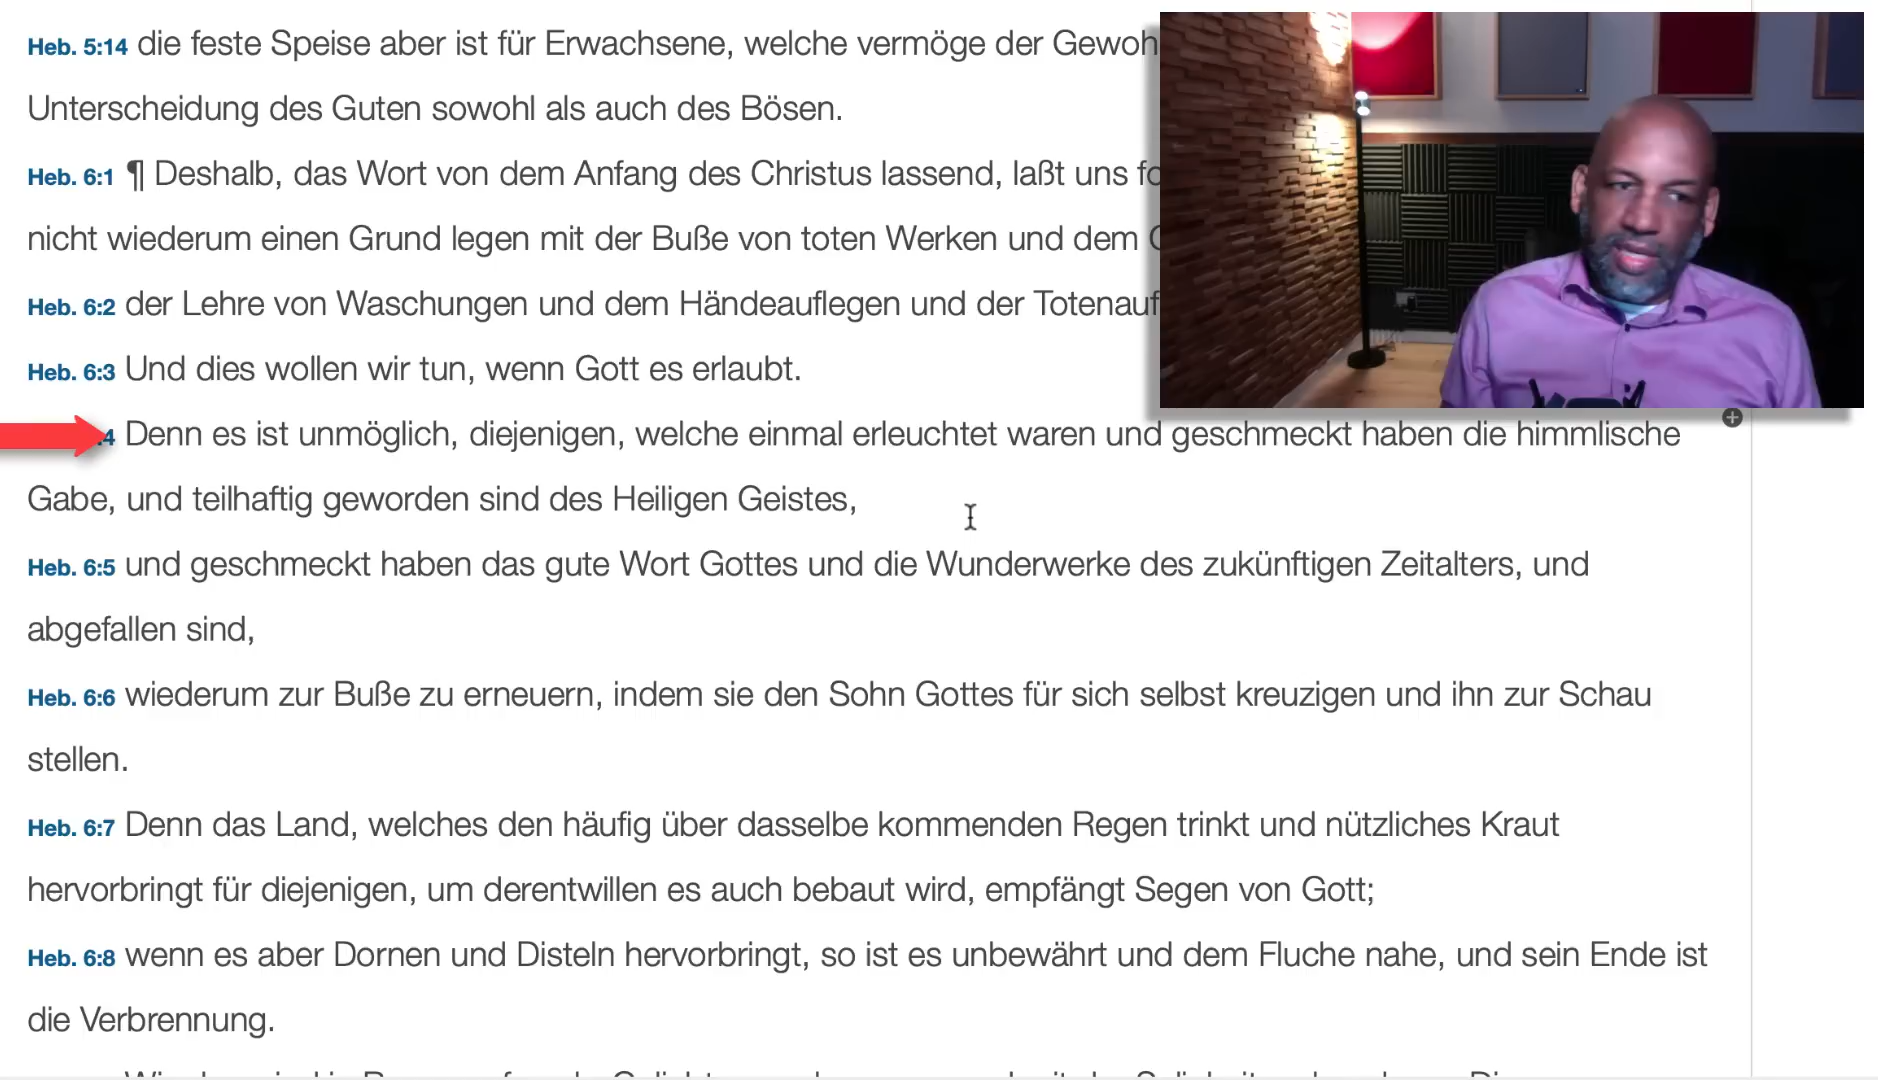 Heb. 5:14 die feste Speise aber ist für Erwachsene, welche vermöge der
Unterscheidung des Guten sowohl als auch des Bösen.
Heb. 6:1 ¶ Deshalb, das Wort von dem Anfang des Christus lassend, laßt uns
nicht wiederum einen Grund legen mit der Buße von toten Werken und dem
Heb. 6:2 der Lehre von Waschungen und dem Händeauflegen und der
Heb. 6:3 Und dies wollen wir tun, wenn Gott es erlaubt.
4 Denn es ist unmöglich, diejenigen, welche einmal erleuchtet waren und geschmeckt haben die himmlische
Gabe, und teilhaftig geworden sind des Heiligen Geistes,
Heb. 6:5 und geschmeckt haben das gute Wort Gottes und die Wunderwerke des zukünftigen Zeitalters, und
abgefallen sind,
Heb. 6:6 wiederum zur Buße zu erneuern, indem sie den Sohn Gottes für sich selbst kreuzigen und ihn zur Schau
stellen.
Heb. 6:7 Denn das Land, welches den häufig über dasselbe kommenden Regen trinkt und nützliches Kraut
hervorbringt für diejenigen, um derentwillen es auch bebaut wird, empfängt Segen von Gott;
Heb. 6:8 wenn es aber Dornen und Disteln hervorbringt, so ist es unbewährt und dem Fluche nahe, und sein Ende ist
die Verbrennung.